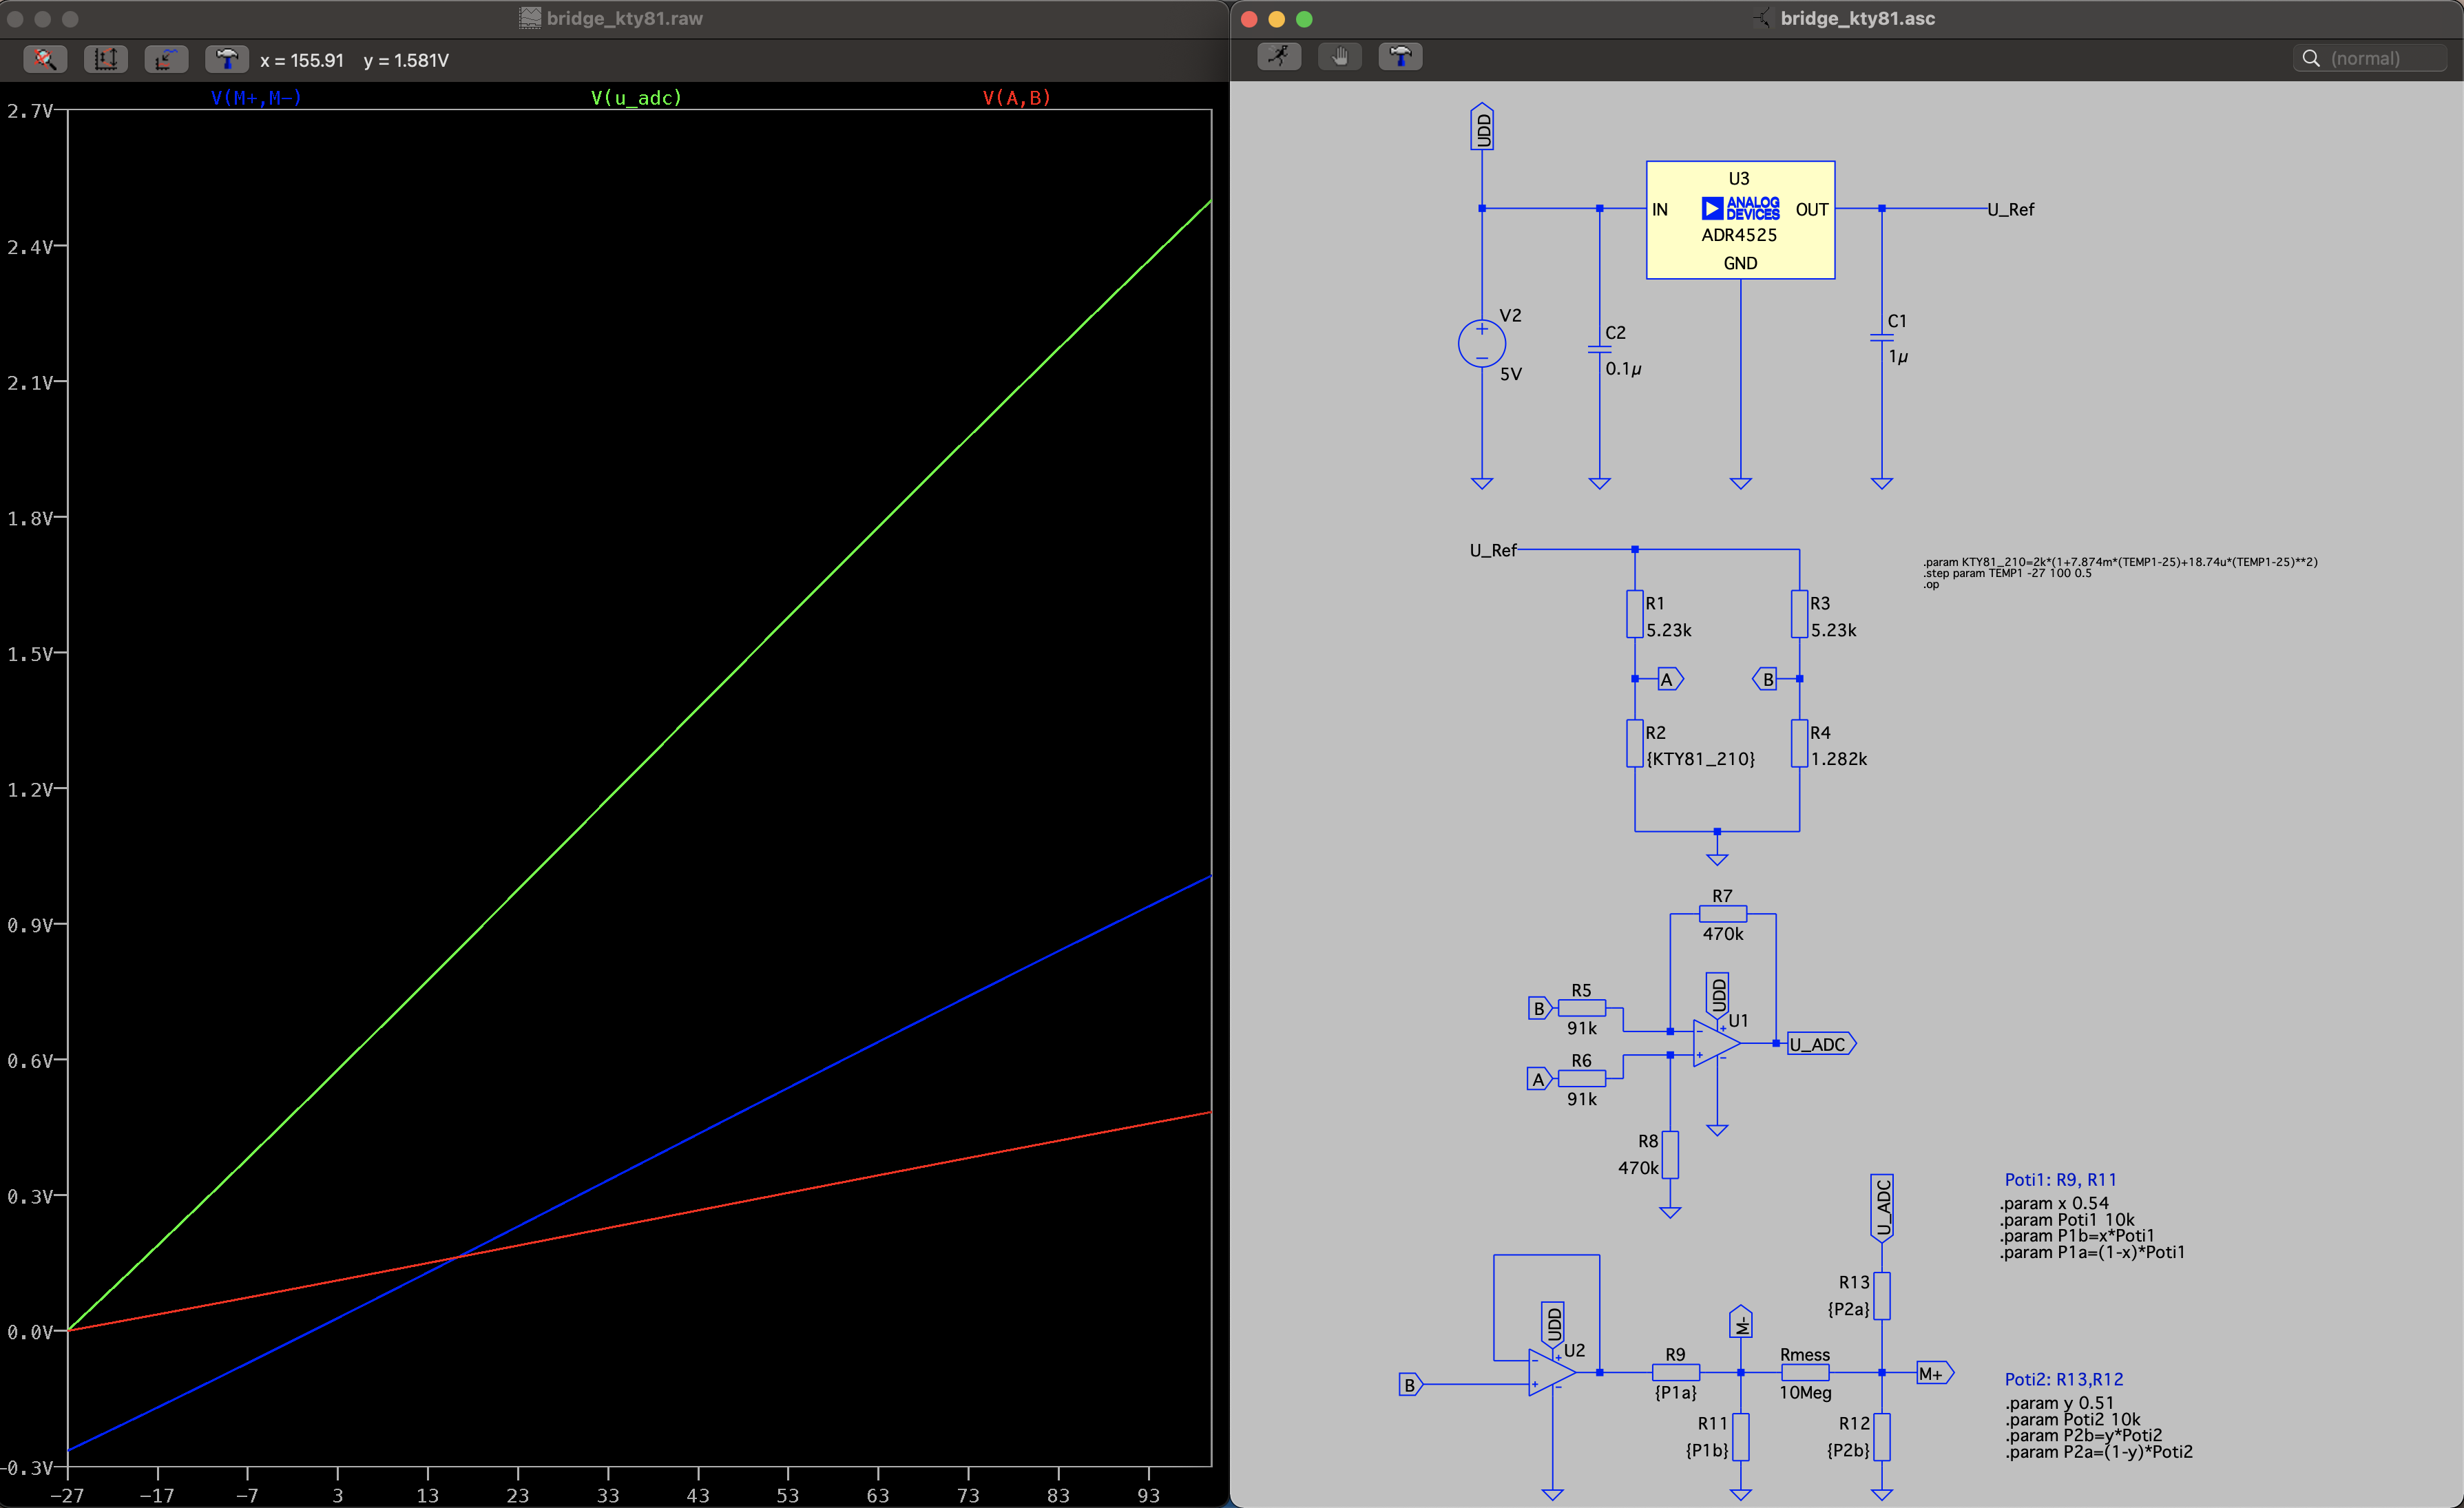 bridge_kty81.raw
x = 155.91 y = 1.581V
V(M+,M−)
V(u_adc)
V(A,B)
2.7V
2.4V
2.1V
1.8V
1.5V
1.2V
0.9V
0.6V
0.3V
0.0V
−0.3V
−27
−17
−7
3
13
23
33
43
53
63
73
83
93
bridge_kty81.asc
(normal)
UDD
U3
IN
ANALOG
DEVICES
OUT
ADR4525
GND
U_Ref
V2
5V
C2
0.1µ
C1
1µ
U_Ref
.param KTY81_210=2k*(1+7.874m*(TEMP1-25)+18.74u*(TEMP1-25)**2)
.step param TEMP1 -27 100 0.5
.op
R1
5.23k
R3
5.23k
A
B
R2
{KTY81_210}
R4
1.282k
R7
470k
UDD
U1
B
R5
91k
A
R6
91k
U_ADC
R8
470k
U_ADC
Poti1: R9, R11
.param x 0.54
.param Poti1 10k
.param P1b=x*Poti1
.param P1a=(1-x)*Poti1
R13
{P2a}
UDD
U2
B
R9
{P1a}
M-
Rmess
10Meg
M+
R11
{P1b}
R12
{P2b}
Poti2: R13,R12
.param y 0.51
.param Poti2 10k
.param P2b=y*Poti2
.param P2a=(1-y)*Poti2